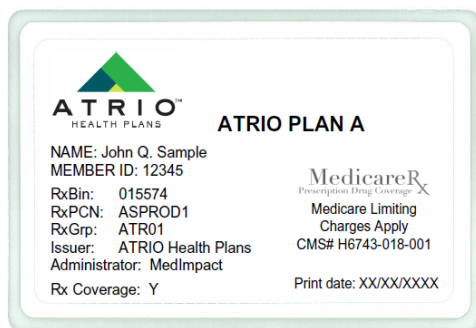 ATRIO™
HEALTH PLANS
ATRIO PLAN A
NAME: John Q. Sample
MEMBER ID: 12345
RxBin: 015574
RxPCN: ASPROD1
RxGrp: ATR01
Issuer: ATRIO Health Plans
Administrator: MedImpact
Rx Coverage: Y
MedicareRx
Prescription Drug Coverage
Medicare Limiting
Charges Apply
CMS# H6743-018-001
Print date: XX/XX/XXXX